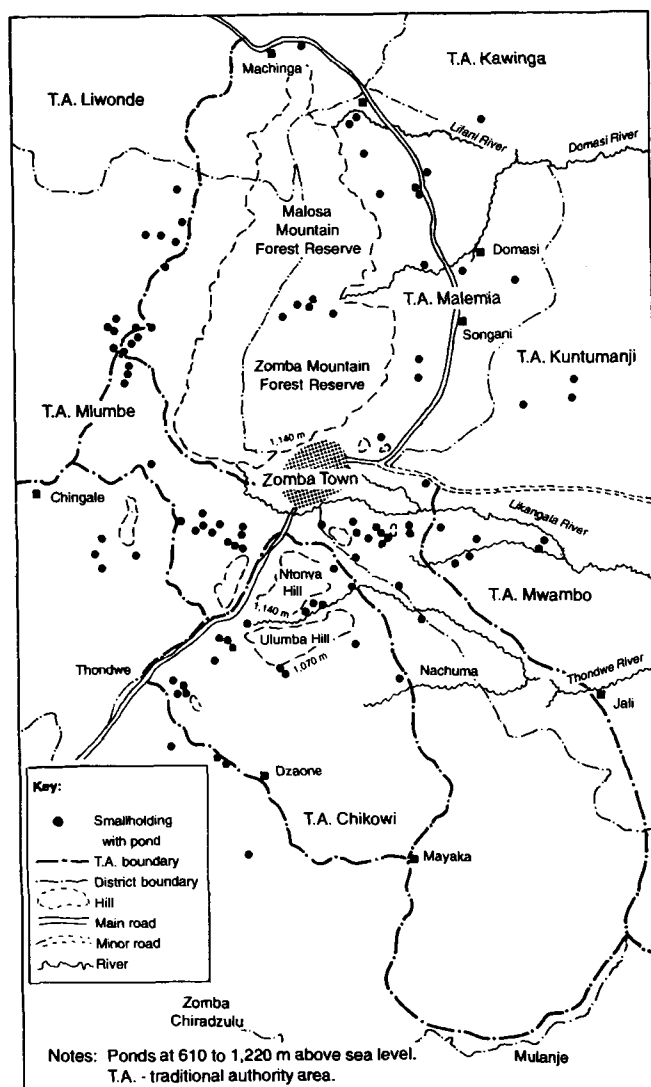 Machinga
T.A. Kawinga
T.A. Liwonde
Lifani River
Domasi River
Malosa
Mountain
Forest Reserve
Domasi
T.A. Malemia
Songani
T.A. Kuntumanji
Zomba Mountain
Forest Reserve
T.A. Mlumbe
1,140 m
Zomba Town
Chingale
Likangala River
Ntonya
Hill
T.A. Mwambo
1,140 m
Ulumba Hill
Thondwe
1,070 m
Nachuma
Thondwe River
Jali
Dzaone
Key:
Smallholding
with pond
T.A. boundary
District boundary
Hill
Main road
Minor road
River
T.A. Chikowi
Mayaka
Zomba
Chiradzulu
Mulanje
Notes: Ponds at 610 to 1,220 m above sea level.
T.A. - traditional authority area.